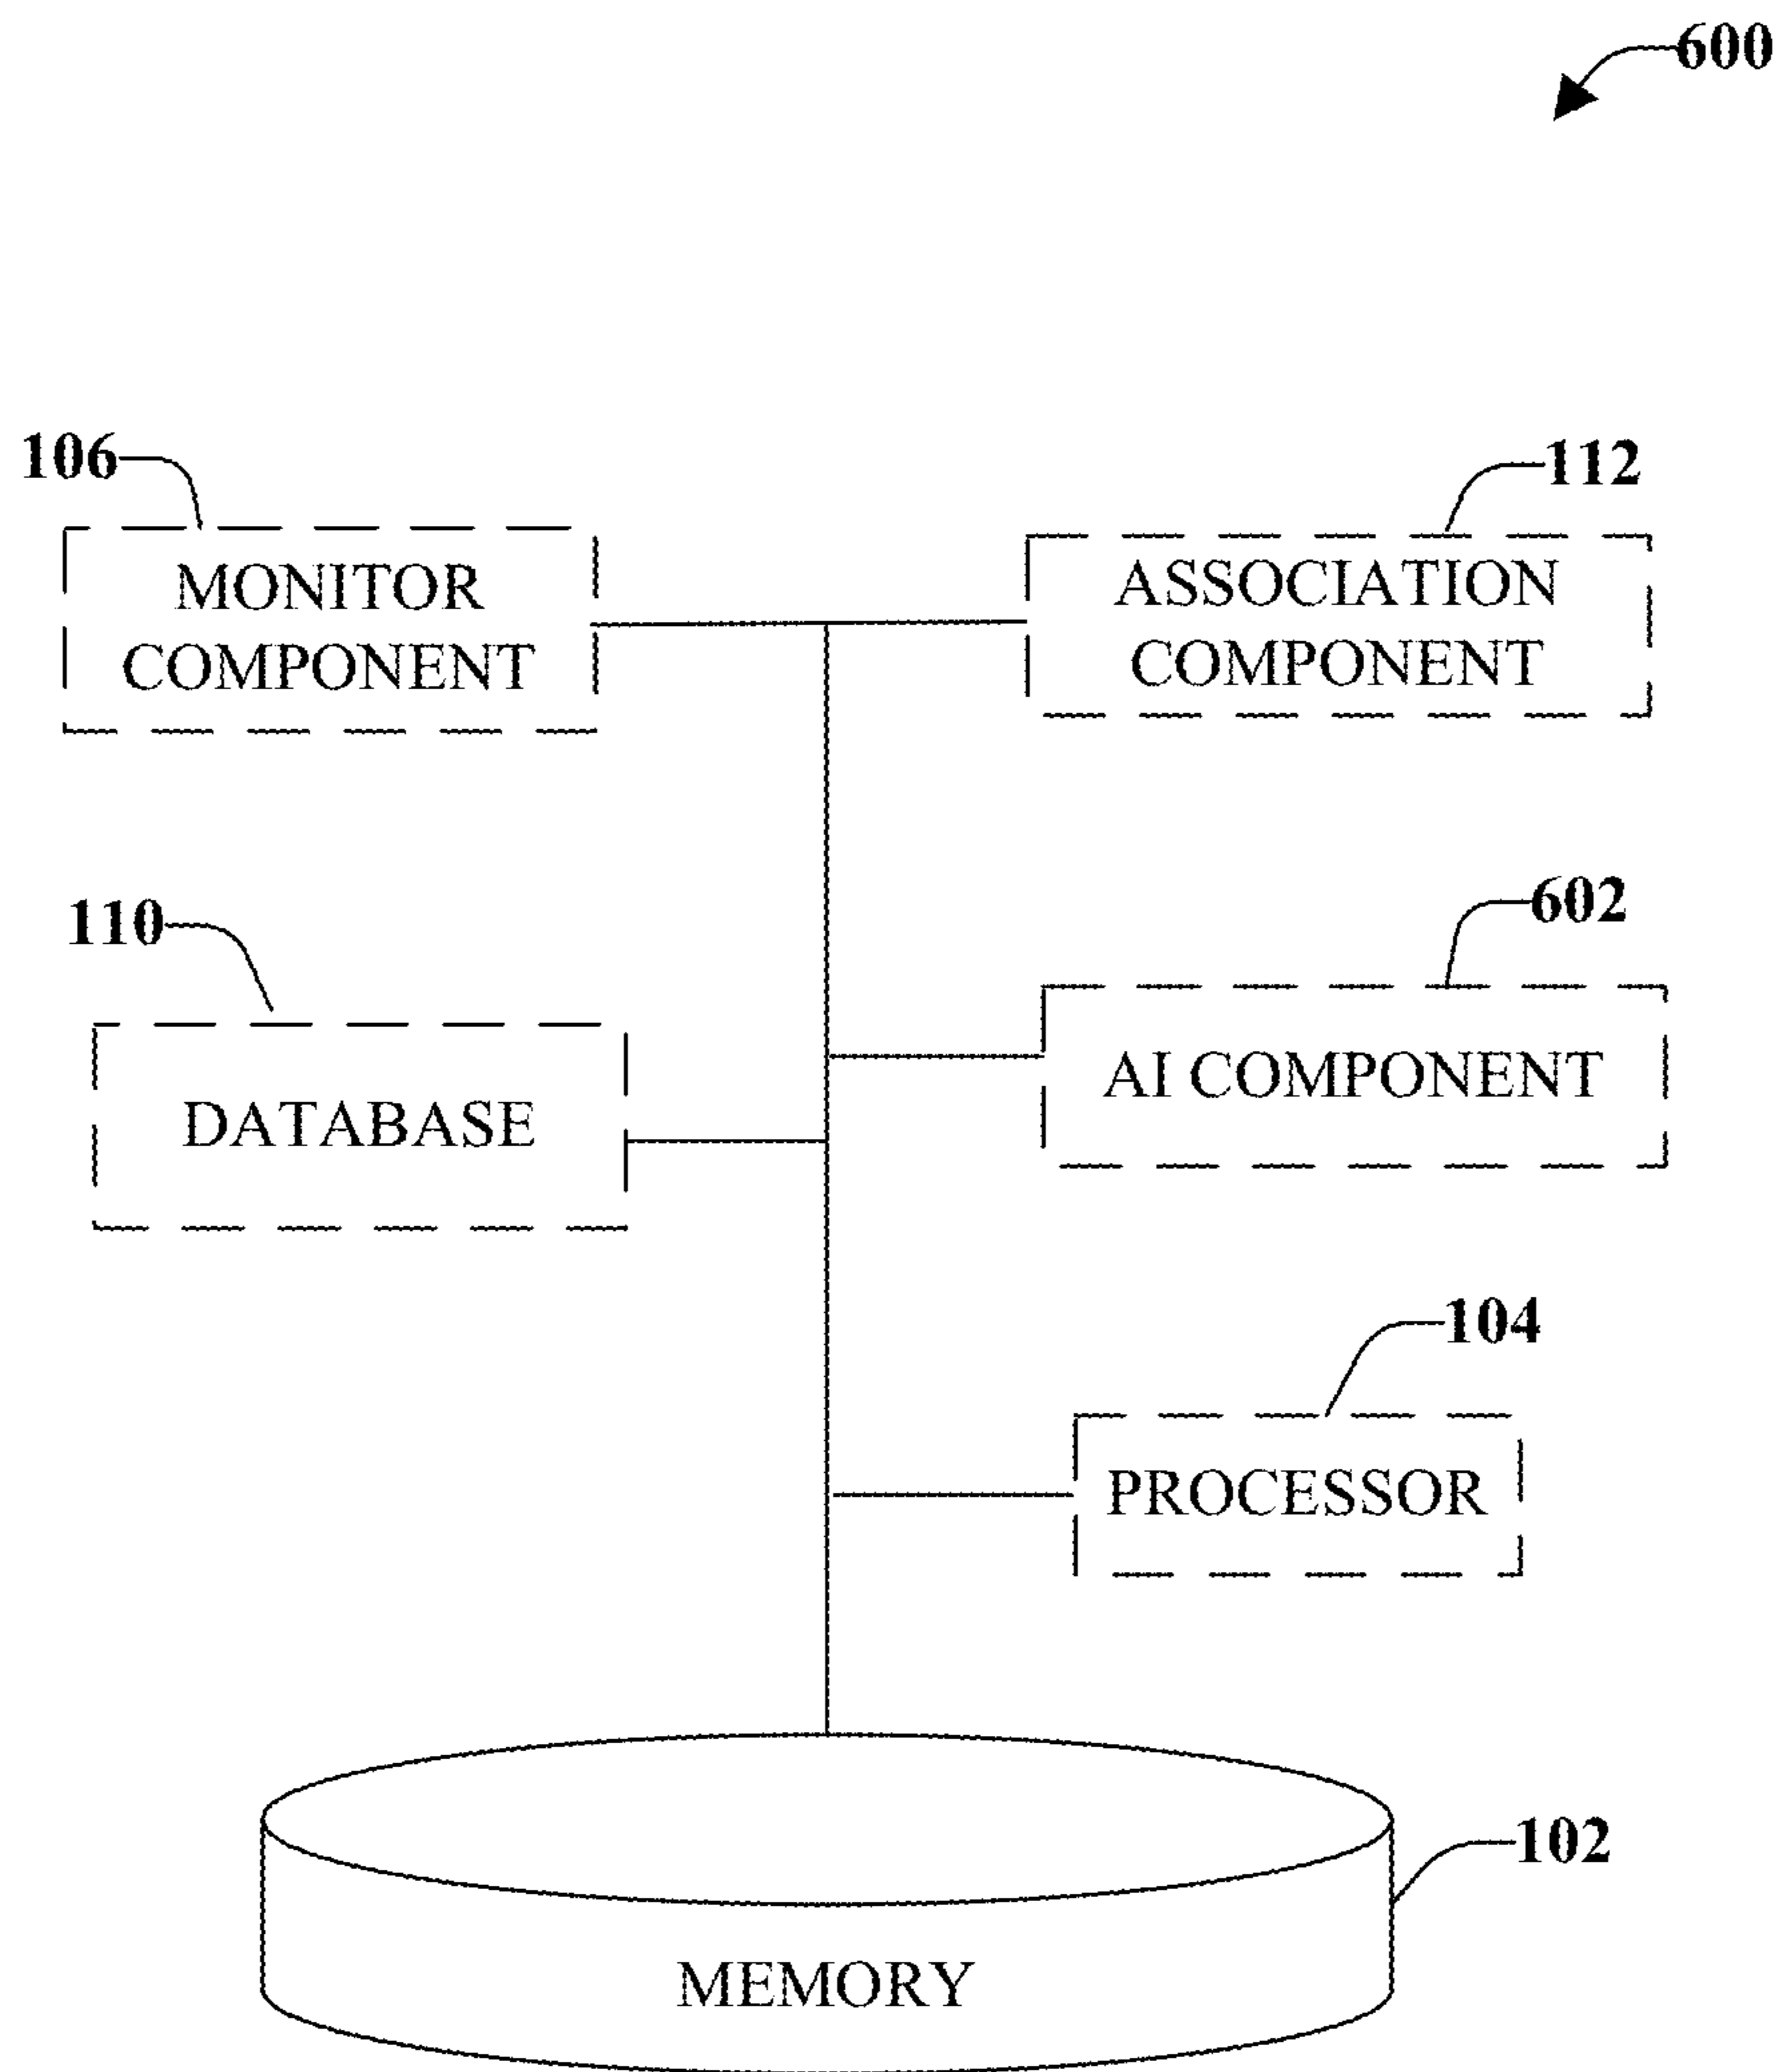 600
106
112
MONITOR
COMPONENT
ASSOCIATION
COMPONENT
110
602
DATABASE
AI COMPONENT
104
PROCESSOR
102
MEMORY